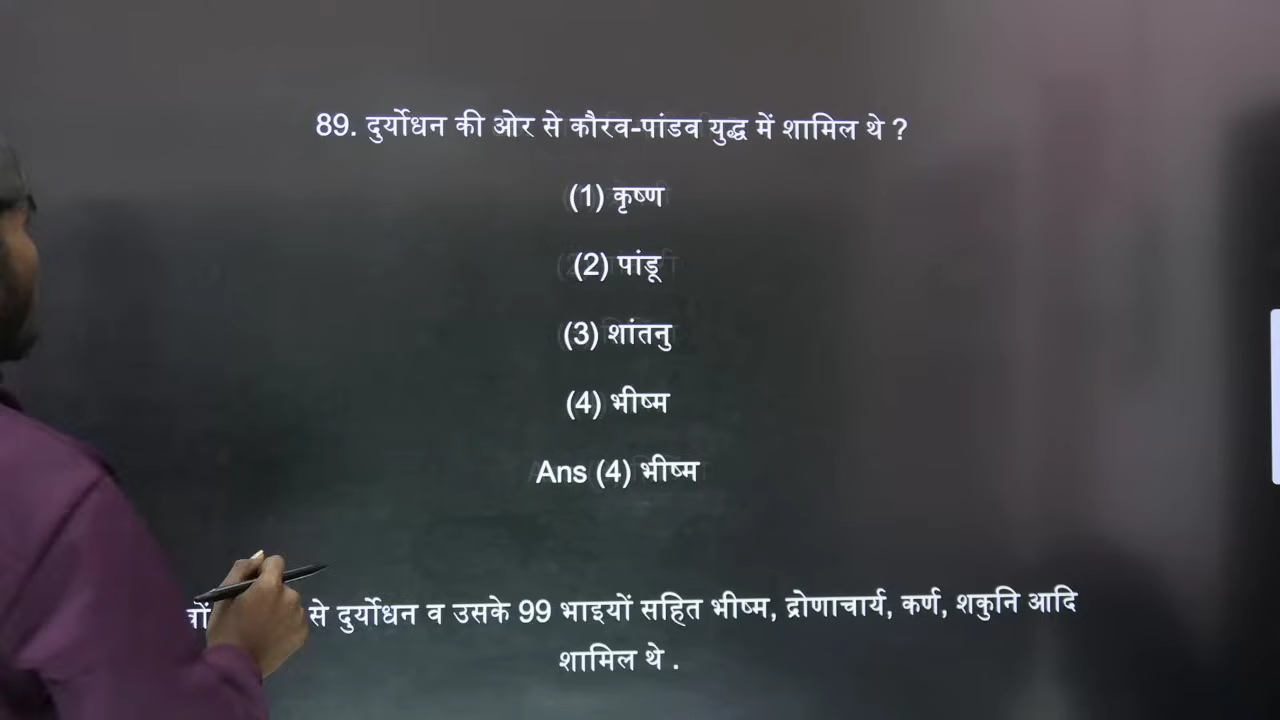 89. दुर्योधन की ओर से कौरव-पांडव युद्ध में शामिल थे ?
(1) कृष्ण
(2) पांडू
(3) शांतनु
(4) भीष्म
Ans (4) भीष्म
से दुर्योधन व उसके 99 भाइयों सहित भीष्म, द्रोणाचार्य, कर्ण, शकुनि आदि
शामिल थे .